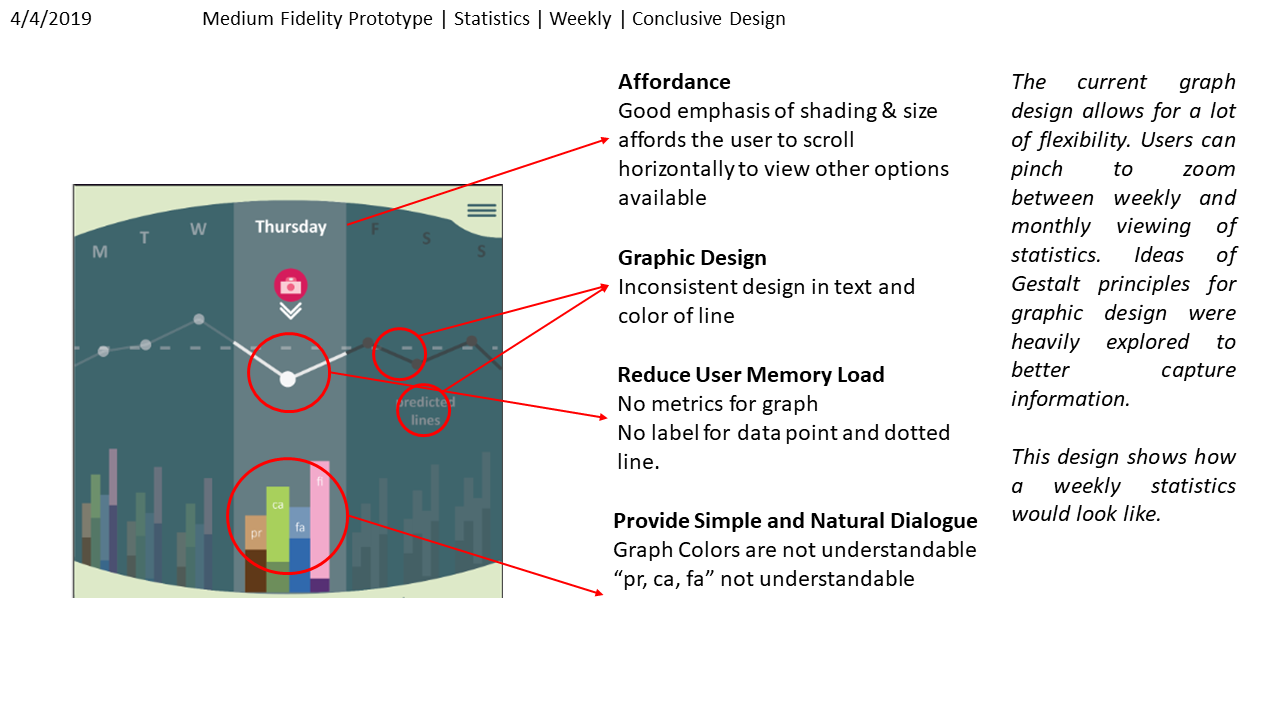 4/4/2019
Medium Fidelity Prototype | Statistics | Weekly | Conclusive Design
M
T
W
Thursday
F
S
S
predicted
lines
pr
ca
fa
fi
Affordance
Good emphasis of shading & size
affords the user to scroll
horizontally to view other options
available
Graphic Design
Inconsistent design in text and
color of line
Reduce User Memory Load
No metrics for graph
No label for data point and dotted
line.
Provide Simple and Natural Dialogue
Graph Colors are not understandable
“pr, ca, fa” not understandable
The current graph
design allows for a lot
of flexibility. Users can
pinch to zoom
between weekly and
monthly viewing of
statistics. Ideas of
Gestalt principles for
graphic design were
heavily explored to
better capture
information.
This design shows how
a weekly statistics
would look like.